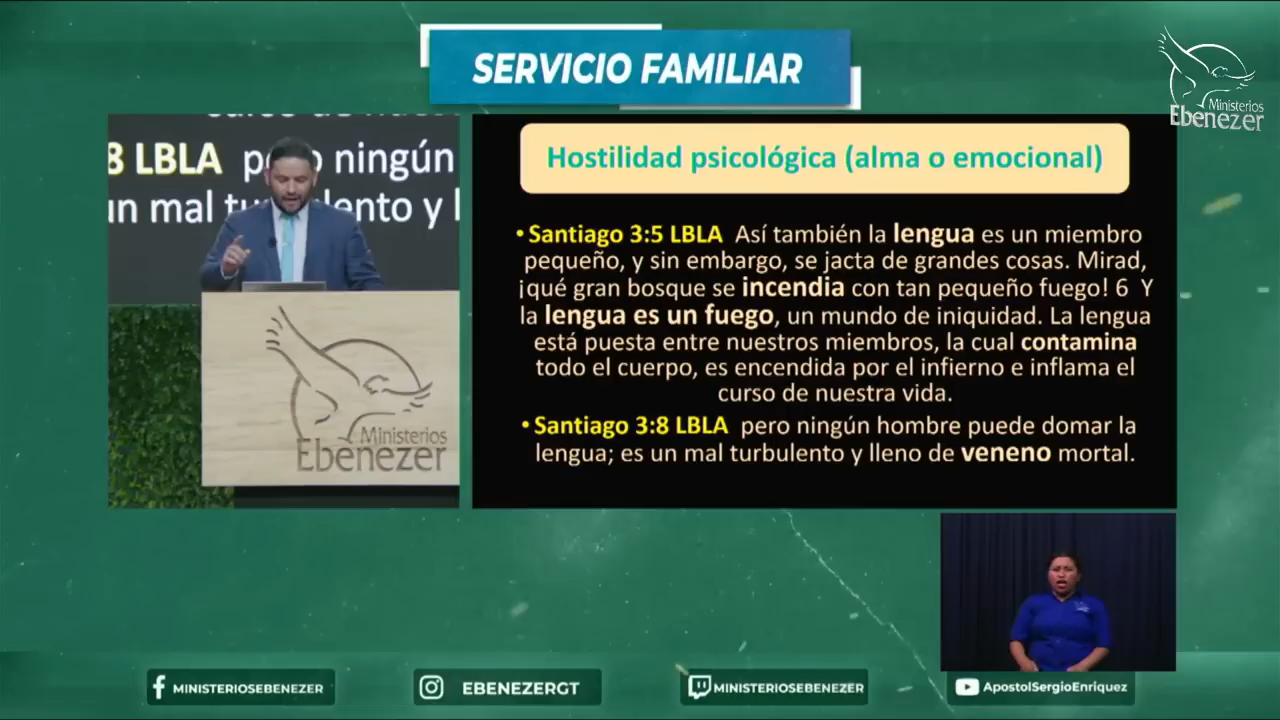 SERVICIO FAMILIAR
Ministerios
Ebenezer
8 LBLA pero ningún
un mal turbulento y l
Ministerios
Ebenezer
Hostilidad psicológica (alma o emocional)
• Santiago 3:5 LBLA Así también la lengua es un miembro
pequeño, y sin embargo, se jacta de grandes cosas. Mirad,
¡qué gran bosque se incendia con tan pequeño fuego! 6 Y
la lengua es un fuego, un mundo de iniquidad. La lengua
está puesta entre nuestros miembros, la cual contamina
todo el cuerpo, es encendida por el infierno e inflama el
curso de nuestra vida.
• Santiago 3:8 LBLA pero ningún hombre puede domar la
lengua; es un mal turbulento y lleno de veneno mortal.
MINISTERIOSEBENEZER
EBENEZERGT
MINISTERIOSEBENEZER
ApostolSergioEnriquez